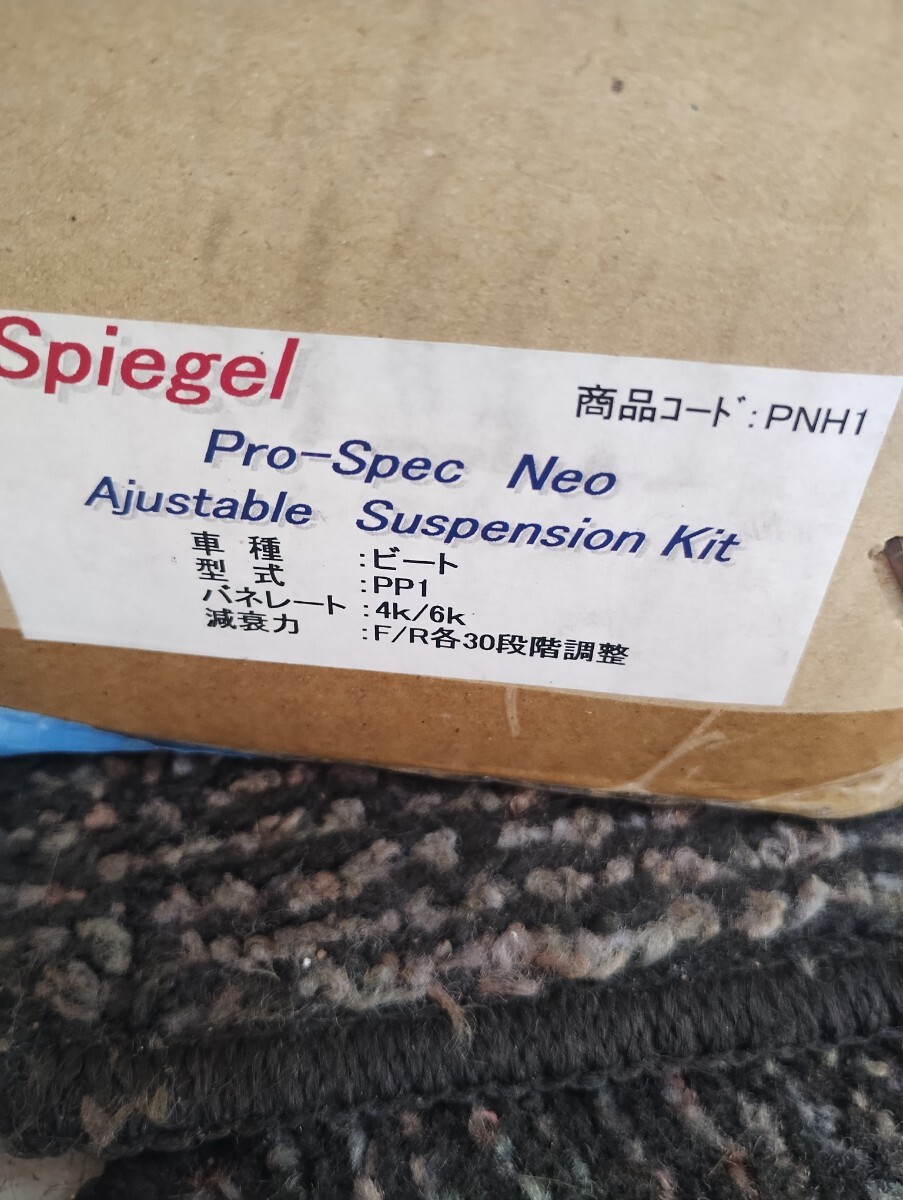 Spiegel
商品コード:PNH1
Pro-Spec Neo
Ajustable Suspension Kit
車 種 :ビート
型 式 :PP1
バネレート :4k/6k
減衰力 :F/R各30段階調整